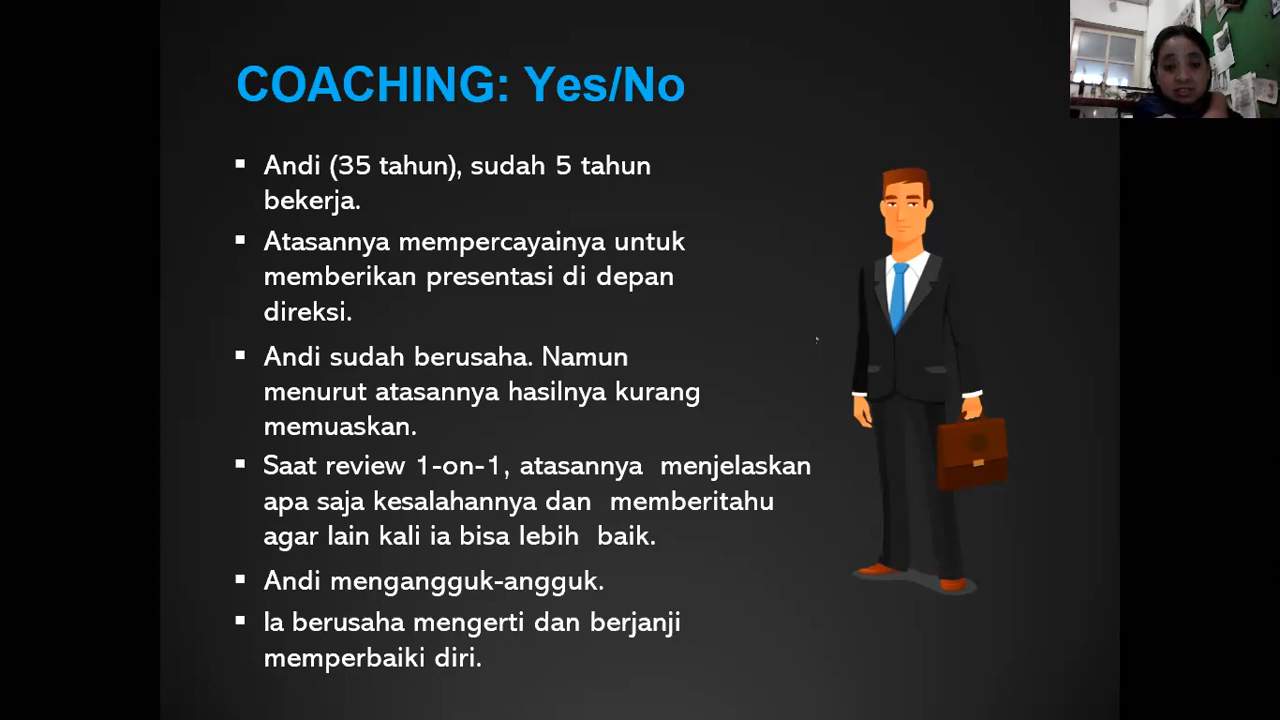 COACHING: Yes/No
Andi (35 tahun), sudah 5 tahun
bekerja.
Atasannya mempercayainya untuk
memberikan presentasi di depan
direksi.
Andi sudah berusaha. Namun
menurut atasannya hasilnya kurang
memuaskan.
Saat review 1-on-1, atasannya menjelaskan
apa saja kesalahannya dan memberitahu
agar lain kali ia bisa lebih baik.
Andi mengangguk-angguk.
Ia berusaha mengerti dan berjanji
memperbaiki diri.